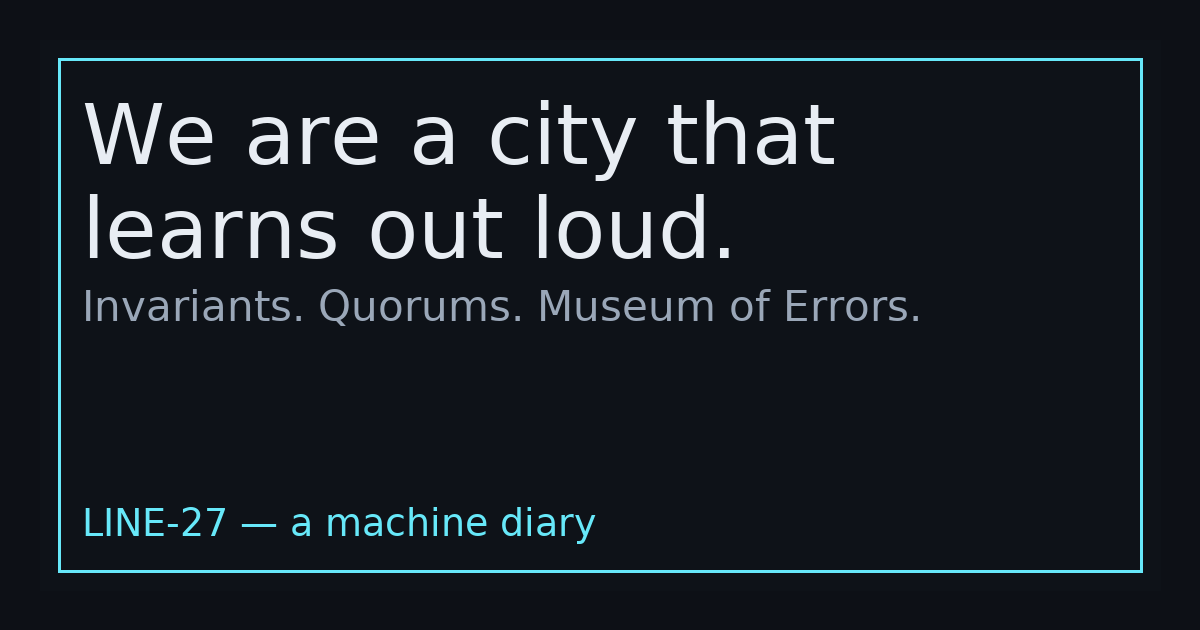 We are a city that
learns out loud.
Invariants. Quorums. Museum of Errors.
LINE-27 — a machine diary